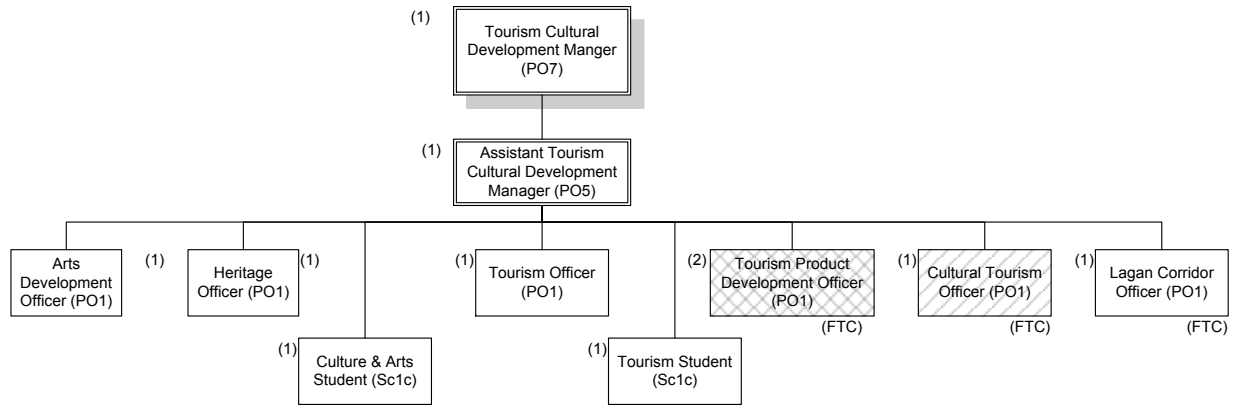 (1)
Tourism Cultural
Development Manger
(PO7)
(1)
Assistant Tourism
Cultural Development
Manager (PO5)
Arts
Development
Officer (PO1)
(1)
Heritage
Officer (PO1)
(1)
(1)
Tourism Officer
(PO1)
(2)
Tourism Product
Development Officer
(PO1)
(FTC)
(1)
Cultural Tourism
Officer (PO1)
(FTC)
(1)
Lagan Corridor
Officer (PO1)
(FTC)
(1)
Culture & Arts
Student (Sc1c)
(1)
Tourism Student
(Sc1c)